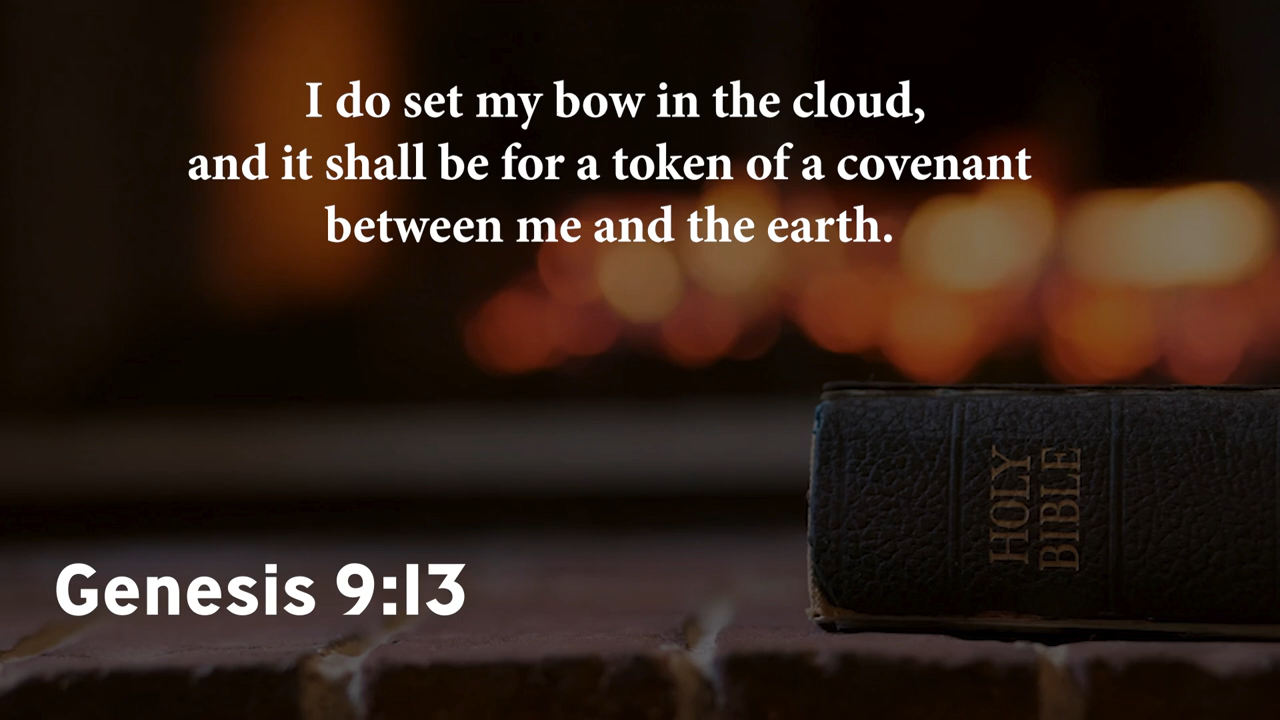 I do set my bow in the cloud,
and it shall be for a token of a covenant
between me and the earth.
HOLY
BIBLE
Genesis 9:13